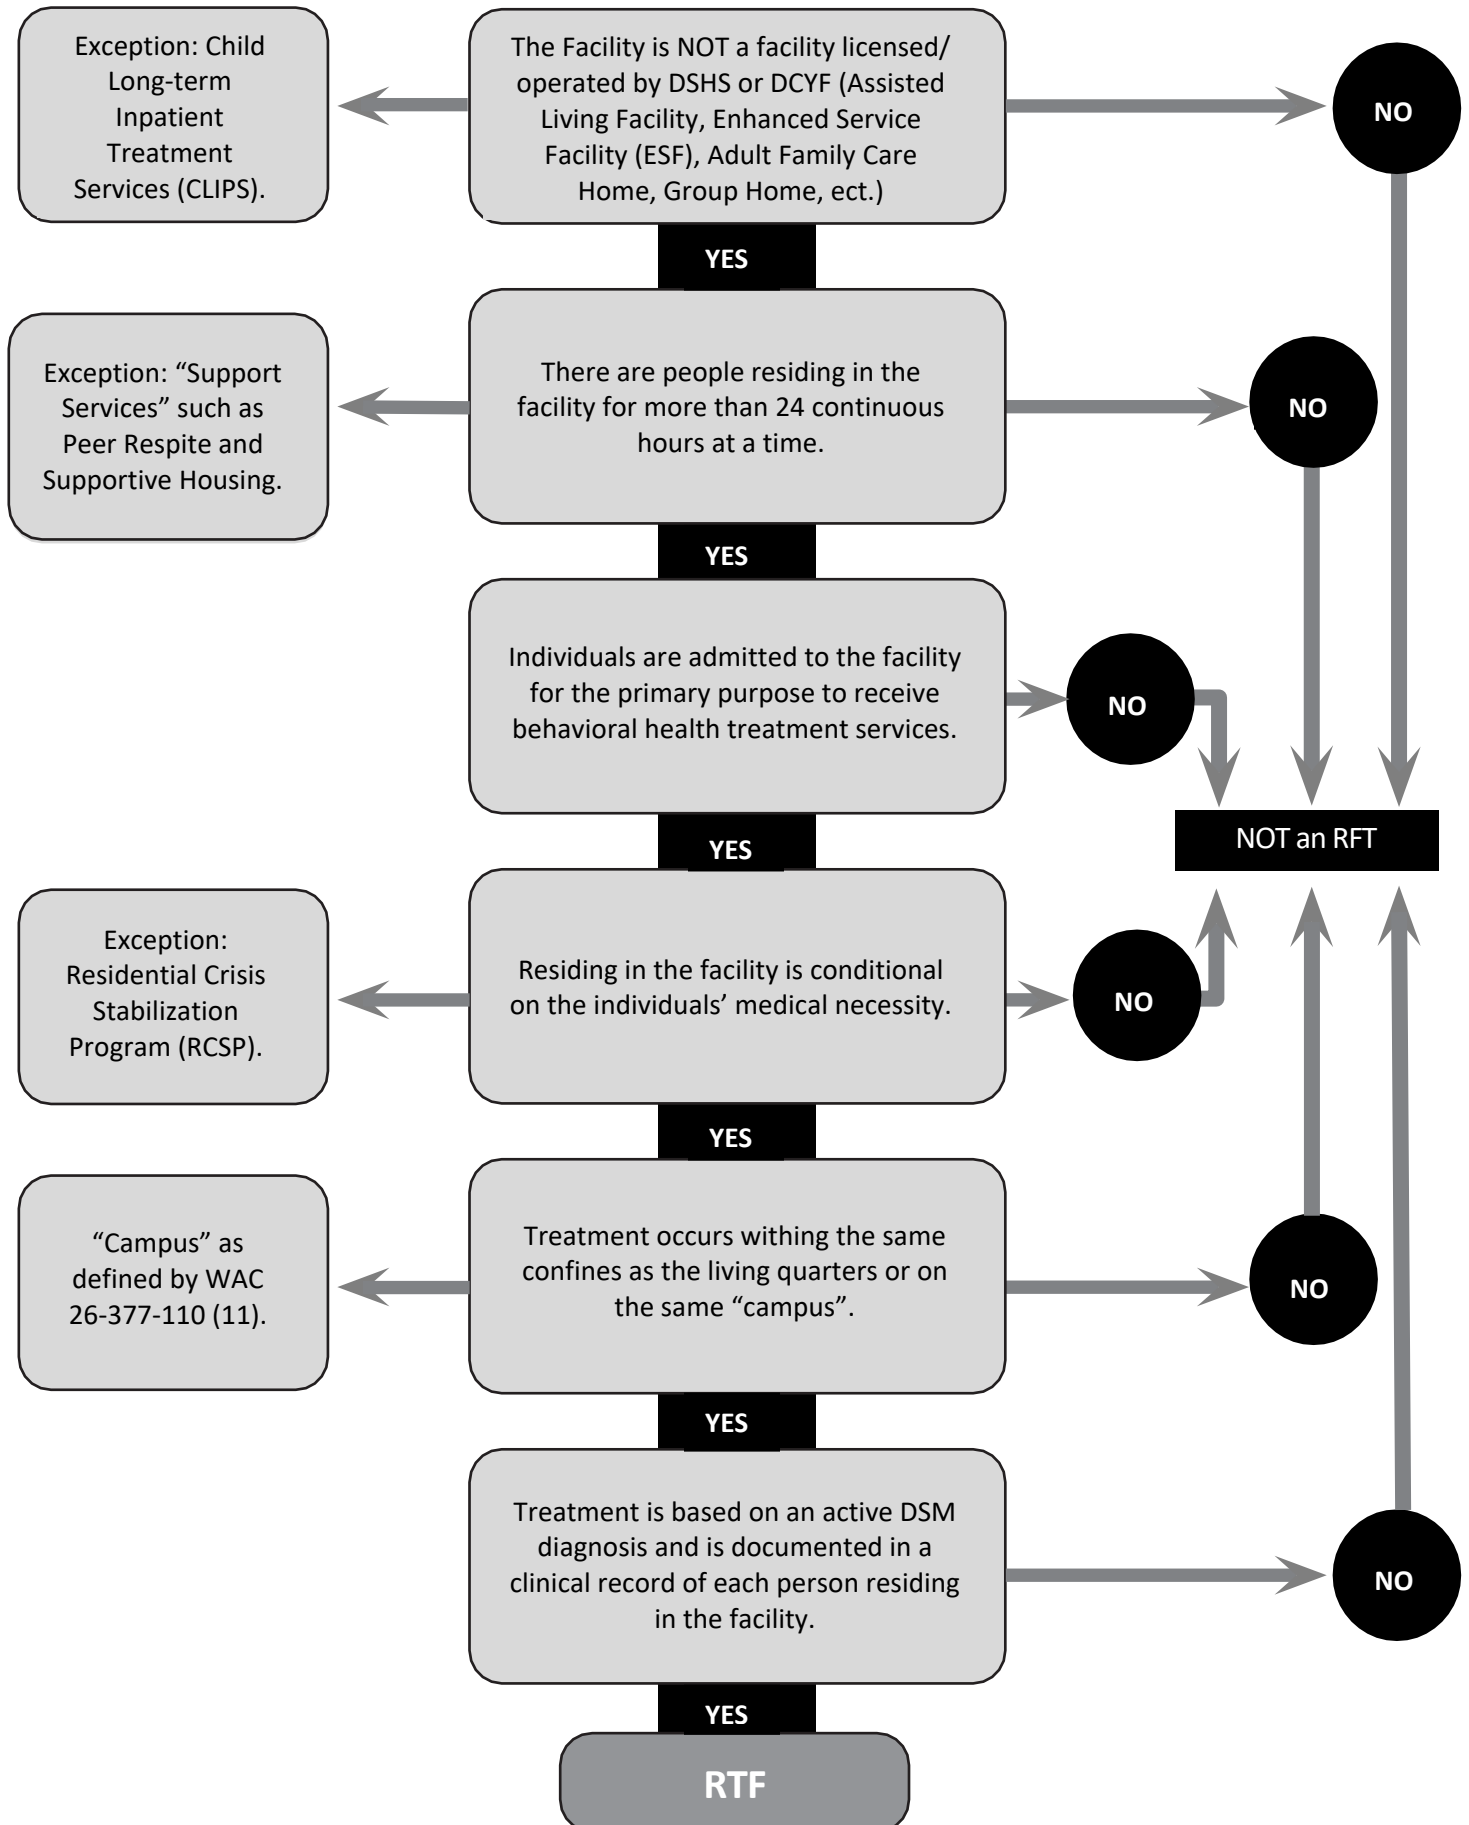 Exception: Child
Long-term
Inpatient
Treatment
Services (CLIPS).
The Facility is NOT a facility licensed/
operated by DSHS or DCYF (Assisted
Living Facility, Enhanced Service
Facility (ESF), Adult Family Care
Home, Group Home, ect.)
NO
YES
Exception: “Support
Services” such as
Peer Respite and
Supportive Housing.
There are people residing in the
facility for more than 24 continuous
hours at a time.
NO
YES
Individuals are admitted to the facility
for the primary purpose to receive
behavioral health treatment services.
NO
NOT an RFT
YES
Exception:
Residential Crisis
Stabilization
Program (RCSP).
Residing in the facility is conditional
on the individuals’ medical necessity.
NO
YES
“Campus” as
defined by WAC
26-377-110 (11).
Treatment occurs withing the same
confines as the living quarters or on
the same “campus”.
NO
YES
Treatment is based on an active DSM
diagnosis and is documented in a
clinical record of each person residing
in the facility.
NO
YES
RTF